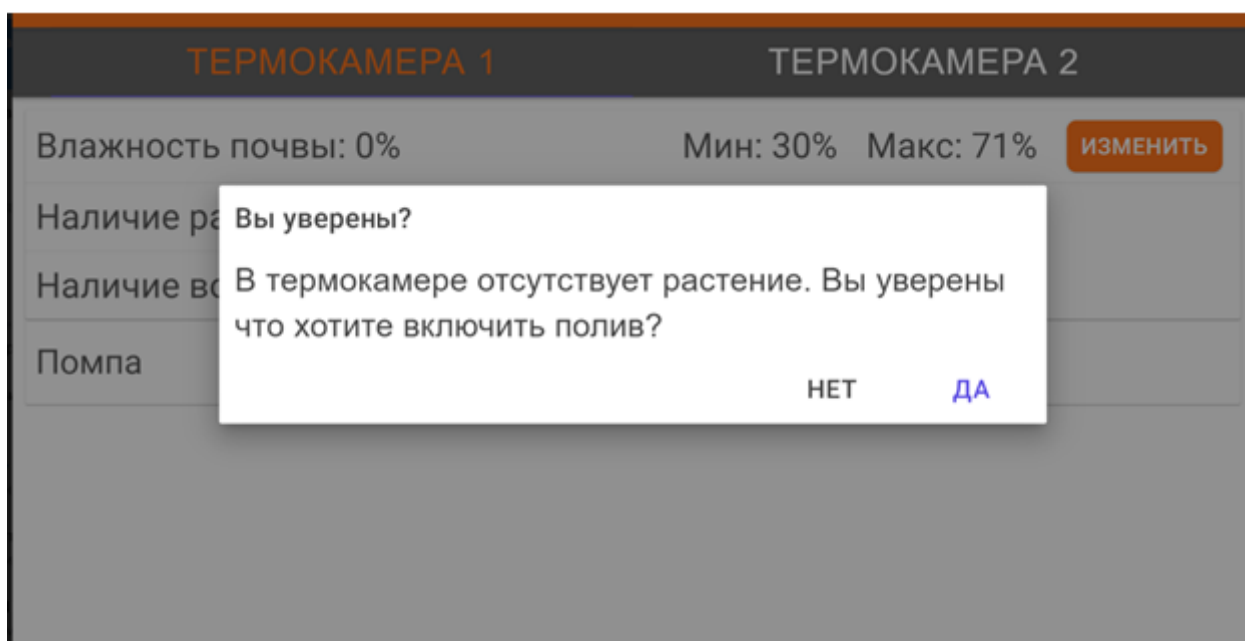 ТЕРМОКАМЕРА 1 ТЕРМОКАМЕРА 2
Влажность почвы: 0% Мин: 30% Макс: 71% ИЗМЕНИТЬ
Наличие
Вы уверены?
Наличие
В термокамере отсутствует растение. Вы уверены
что хотите включить полив?
Помпа
НЕТ ДА